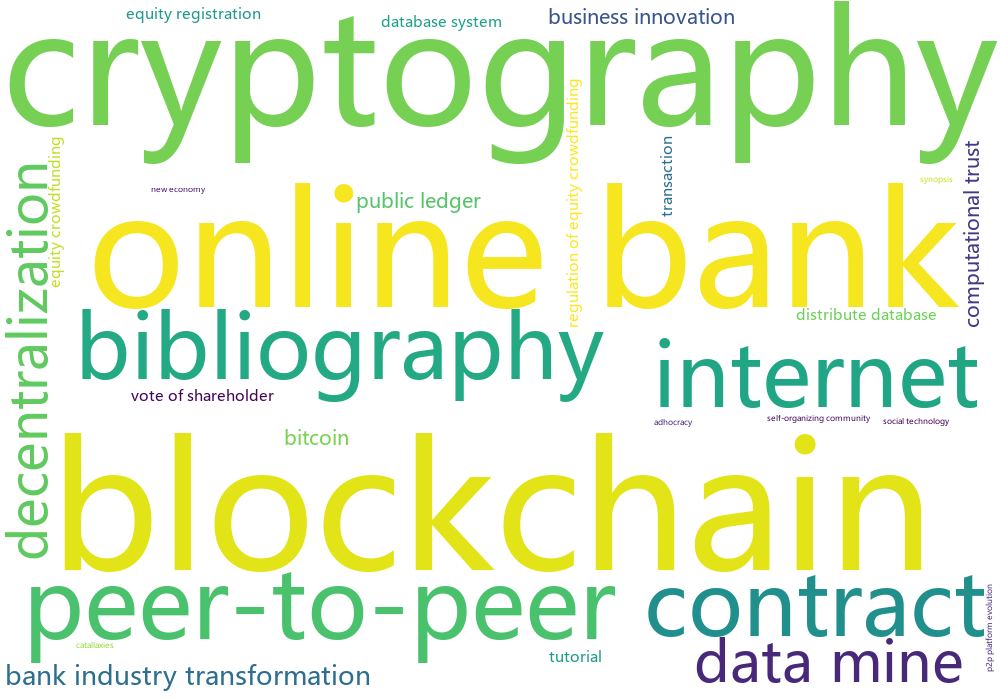 equity registration
database system
business innovation
cryptography
equity crowdfunding
regulation of equity crowdfunding
transaction
computational trust
decentralization
new economy
synopsis
public ledger
online bank
distribute database
bibliography
internet
vote of shareholder
adhocracy
self-organizing community
social technology
bitcoin
blockchain
peer-to-peer
contract
p2p platform evolution
catallaxies
tutorial
data mine
bank industry transformation